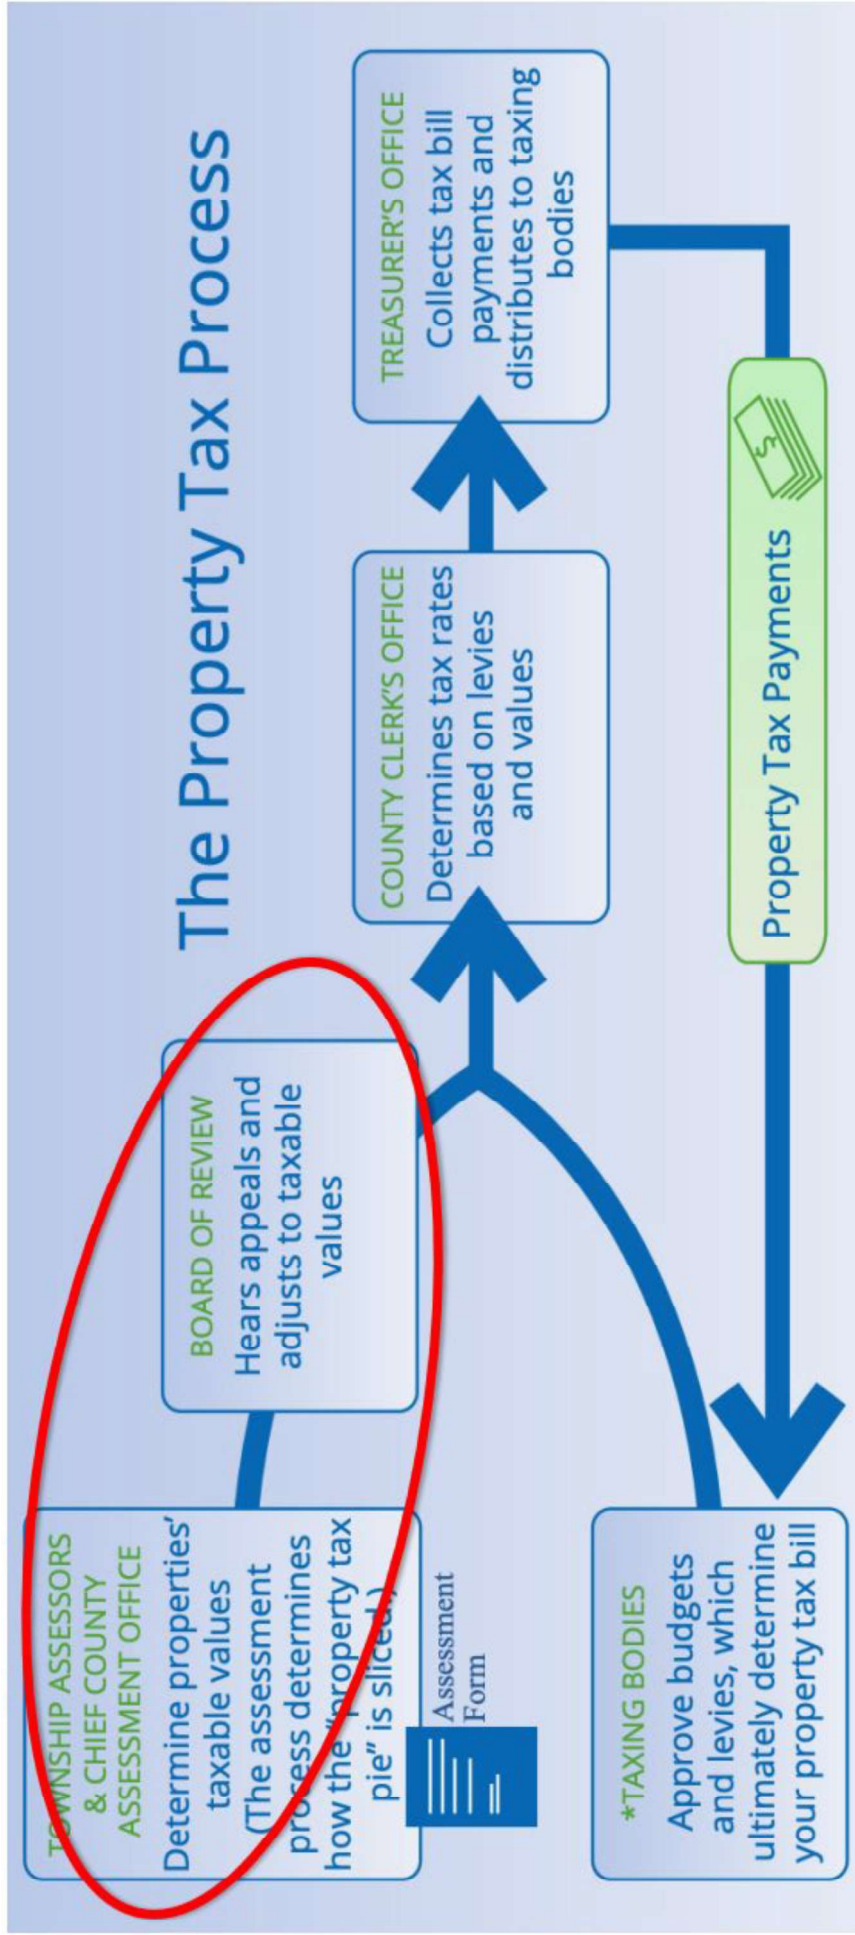 The Property Tax Process
TOWNSHIP ASSESSORS
& CHIEF COUNTY
ASSESSMENT OFFICE
Determine properties’
taxable values
(The assessment
process determines
how the “property tax
pie” is sliced.)
Assessment
Form
BOARD OF REVIEW
Hears appeals and
adjusts to taxable
values
*TAXING BODIES
Approve budgets
and levies, which
ultimately determine
your property tax bill
COUNTY CLERK’S OFFICE
Determines tax rates
based on levies
and values
TREASURER’S OFFICE
Collects tax bill
payments and
distributes to taxing
bodies
Property Tax Payments
$